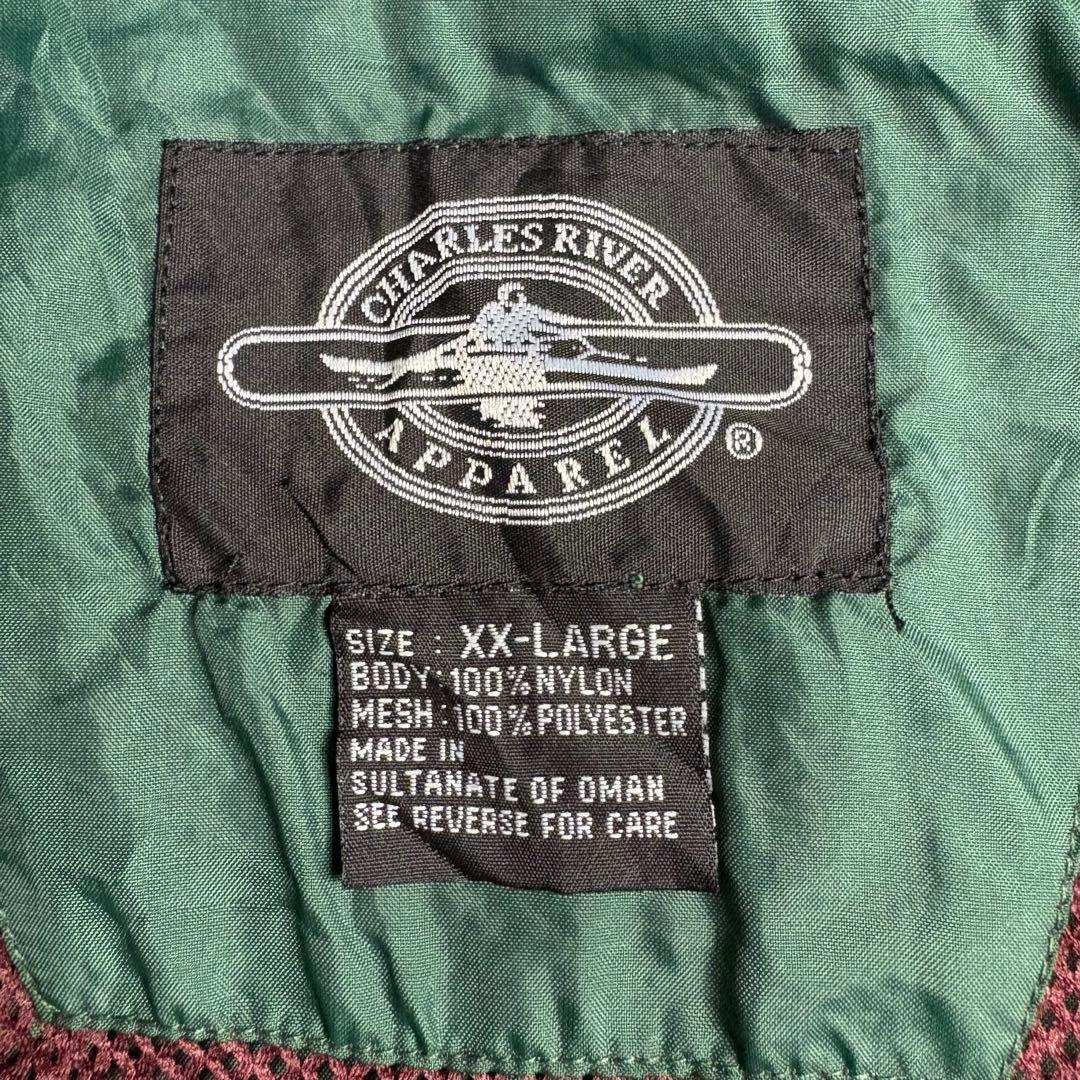 CHARLES RIVER
APPAREL
®
SIZE : XX-LARGE
BODY: 100% NYLON
MESH: 100% POLYESTER
MADE IN
SULTANATE OF OMAN
SEE REVERSE FOR CARE